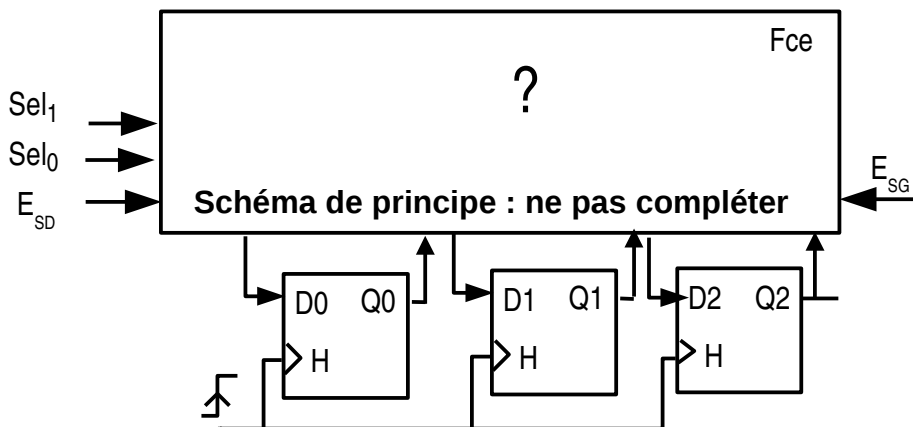 Fce
?
Sel1
Sel0
ESD
ESG
Schéma de principe : ne pas compléter
D0 Q0
H
D1 Q1
H
D2 Q2
H